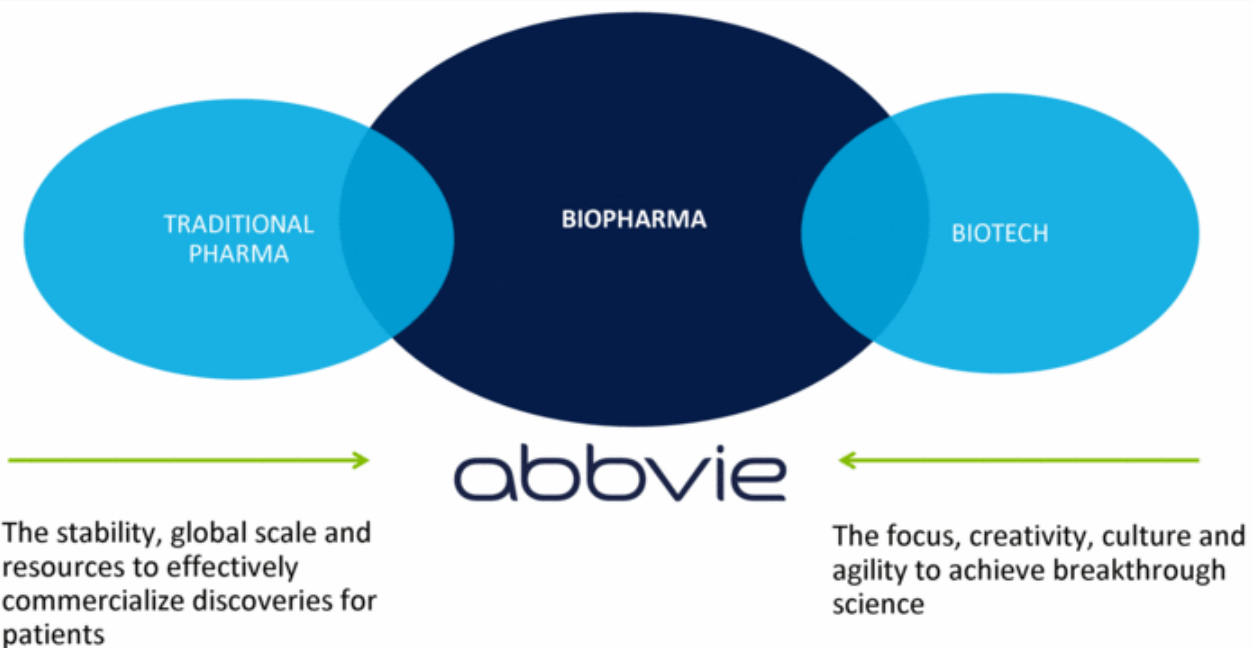 TRADITIONAL
PHARMA
BIOPHARMA
BIOTECH
abbvie
The stability, global scale and
resources to effectively
commercialize discoveries for
patients
The focus, creativity, culture and
agility to achieve breakthrough
science